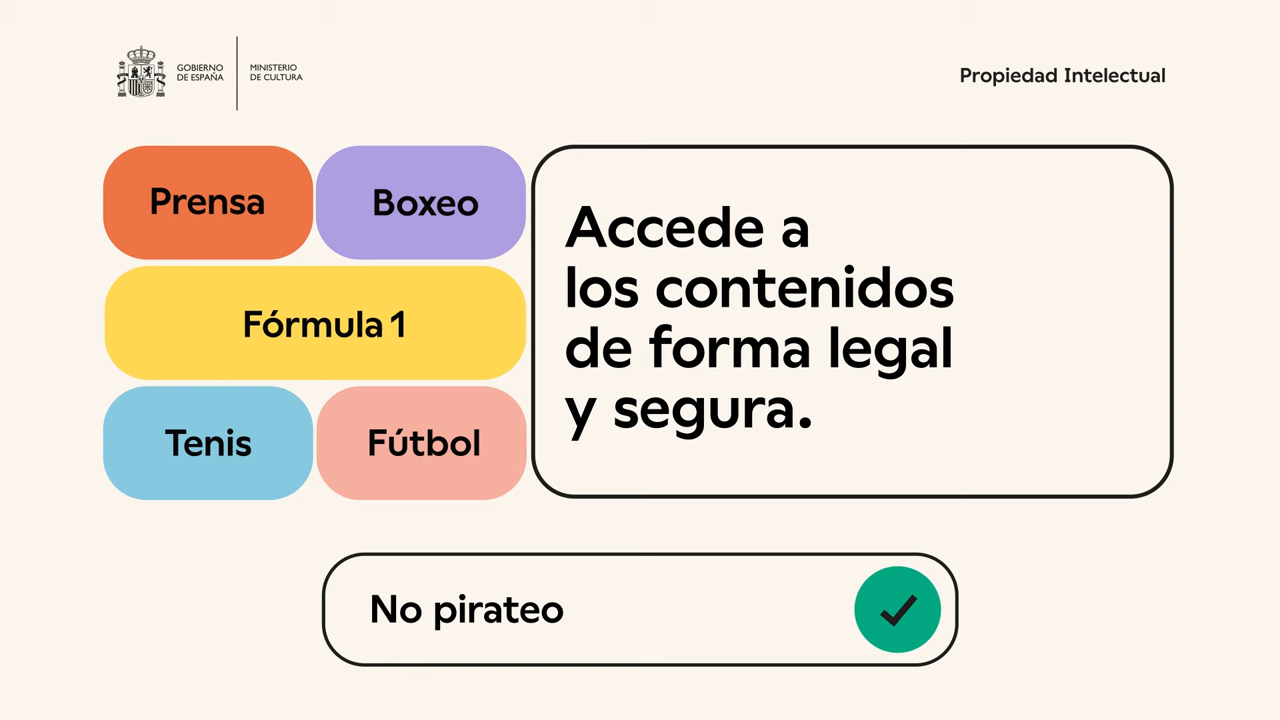 GOBIERNO
DE ESPAÑA
MINISTERIO
DE CULTURA
Propiedad Intelectual
Prensa
Boxeo
Fórmula 1
Tenis
Fútbol
Accede a
los contenidos
de forma legal
y segura.
No pirateo